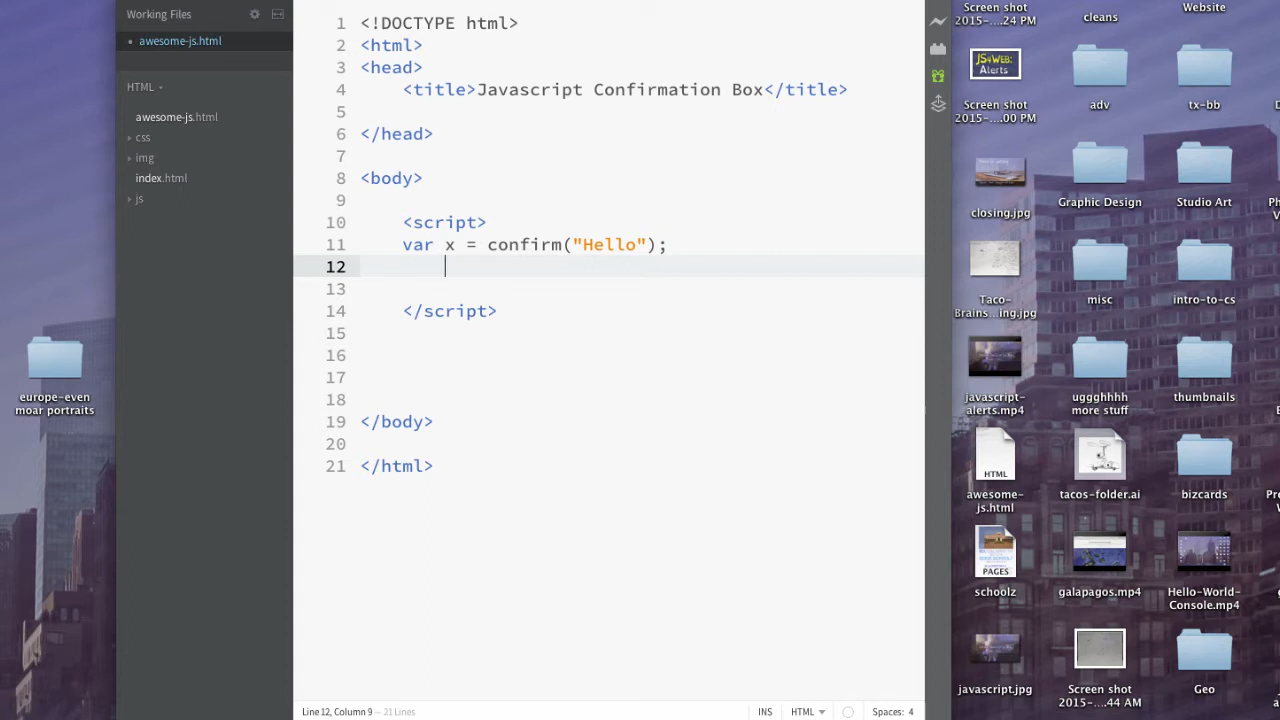 Working Files
awesome-js.html
HTML
awesome-js.html
css
img
index.html
js
1 <!DOCTYPE html>
2 <html>
3 <head>
4 <title>Javascript Confirmation Box</title>
5
6 </head>
7
8 <body>
9
10 <script>
11 var x = confirm("Hello");
12
13
14 </script>
15
16
17
18
19 </body>
20
21 </html>
Line 12, Column 9 — 21 Lines
INS
HTML
Spaces: 4
europe-even
moar portraits
Screen shot
2015-....24 PM
cleans
Website
JS4WEB:
Alerts
Screen shot
2015-....00 PM
adv
tx-bb
closing.jpg
Graphic Design
Studio Art
Taco-
Brains...ing.jpg
misc
intro-to-cs
javascript-
alerts.mp4
uggghhhh
more stuff
thumbnails
HTML
awesome-
js.html
tacos-folder.ai
bizcards
PAGES
schoolz
galapagos.mp4
Hello-World-
Console.mp4
javascript.jpg
Screen shot
2015-....44 AM
Geo